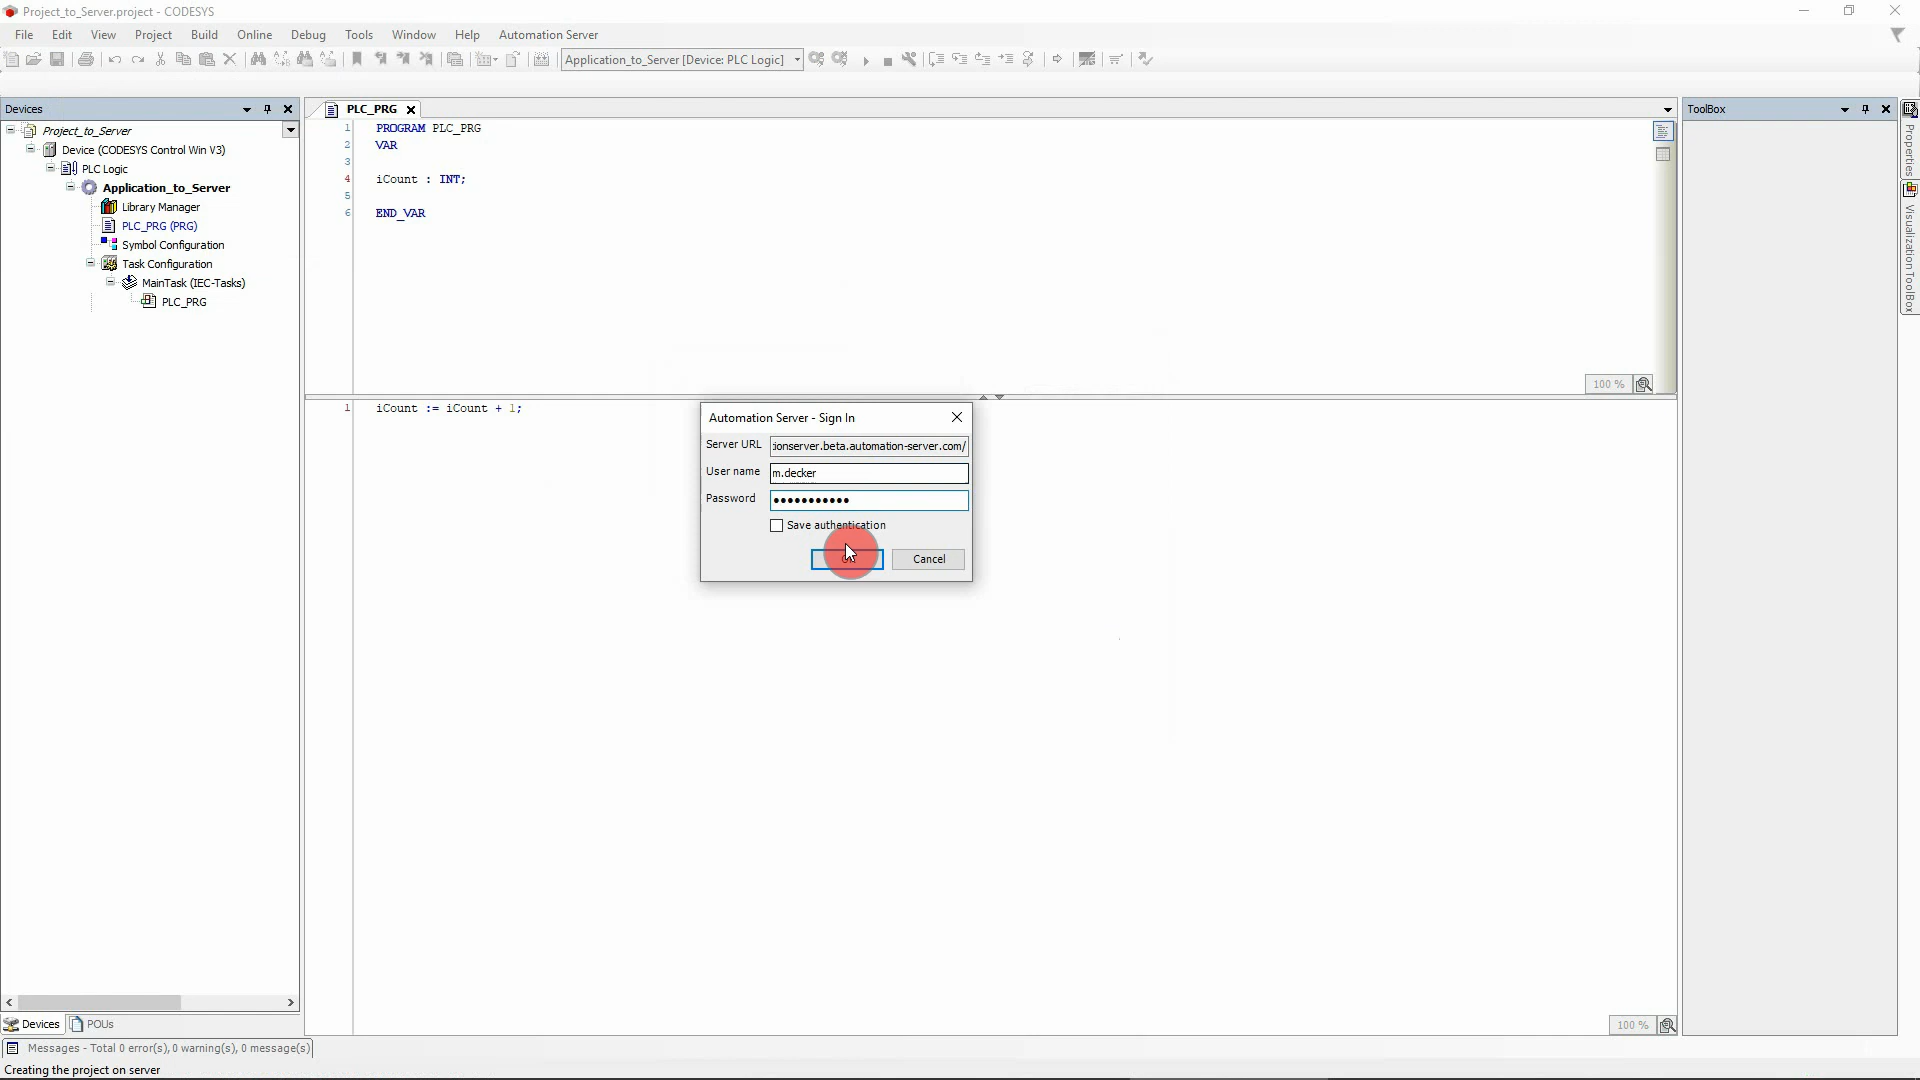 Project_to_Server.project - CODESYS
File Edit View Project Build Online Debug Tools Window Help Automation Server
Application_to_Server [Device: PLC Logic]
Devices
Project_to_Server
Device (CODESYS Control Win V3)
PLC Logic
Application_to_Server
Library Manager
PLC_PRG (PRG)
Symbol Configuration
Task Configuration
MainTask (IEC-Tasks)
PLC_PRG
Devices POUs
PLC_PRG
1 PROGRAM PLC_PRG
2 VAR
3
4 iCount : INT;
5
6 END_VAR
100 %
1 iCount := iCount + 1;
100 %
Automation Server - Sign In
Server URL ionserver.beta.automation-server.com/
User name m.decker
Password
Save authentication
Cancel
ToolBox
Properties
Visualization ToolBox
Messages - Total 0 error(s), 0 warning(s), 0 message(s)
Creating the project on server